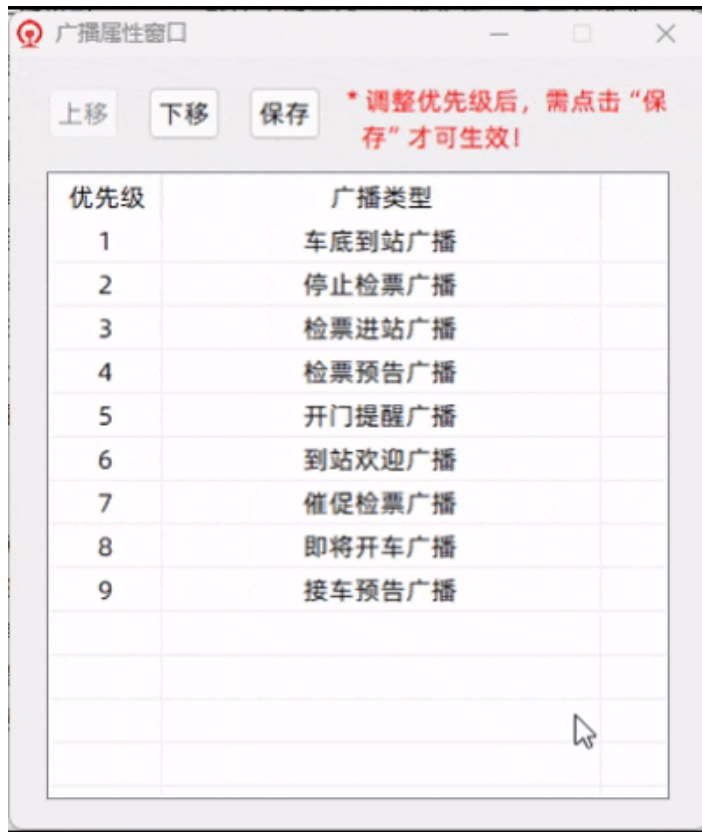 广播属性窗口
上移 下移 保存
* 调整优先级后，需点击“保
存”才可生效！
优先级 广播类型
1 车底到站广播
2 停止检票广播
3 检票进站广播
4 检票预告广播
5 开门提醒广播
6 到站欢迎广播
7 催促检票广播
8 即将开车广播
9 接车预告广播